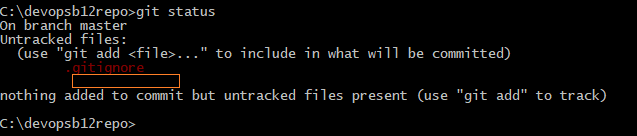 C:\devopsb12repo>git status
On branch master
Untracked files:
(use "git add <file>..." to include in what will be committed)
.gitignore
nothing added to commit but untracked files present (use "git add" to track)
C:\devopsb12repo>